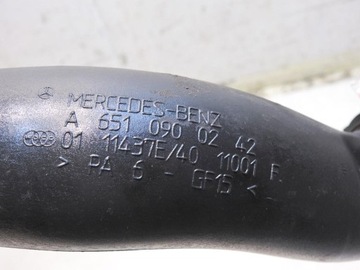 MERCEDES-BENZ
A 651 090 02 42
01 11437E/40 11001 R
> PA 6 - GF15 <